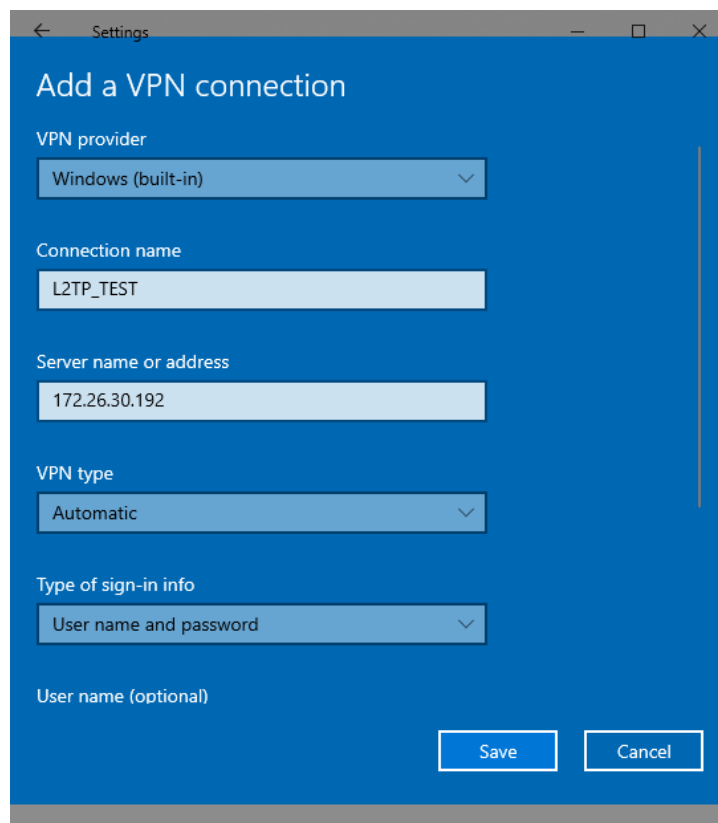 Settings
Add a VPN connection
VPN provider
Windows (built-in)
Connection name
L2TP_TEST
Server name or address
172.26.30.192
VPN type
Automatic
Type of sign-in info
User name and password
User name (optional)
Save
Cancel